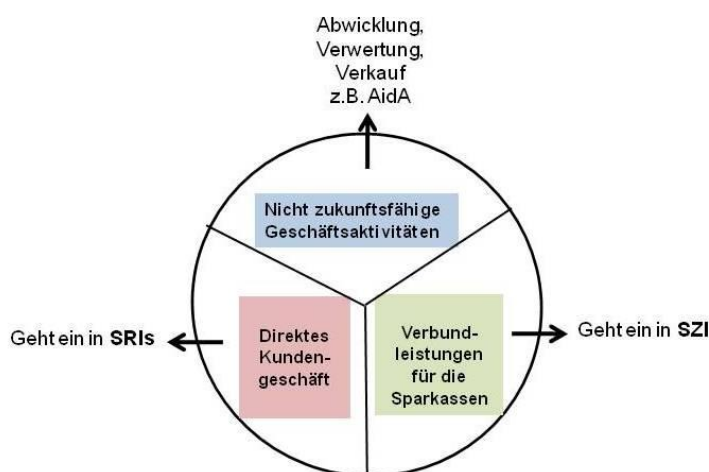 Abwicklung,
Verwertung,
Verkauf
z.B. AidA
Nicht zukunftsfähige
Geschäftsaktivitäten
Geht ein in SRIs
Direktes
Kunden-
geschäft
Verbund-
leistungen
für die
Sparkassen
Geht ein in SZI